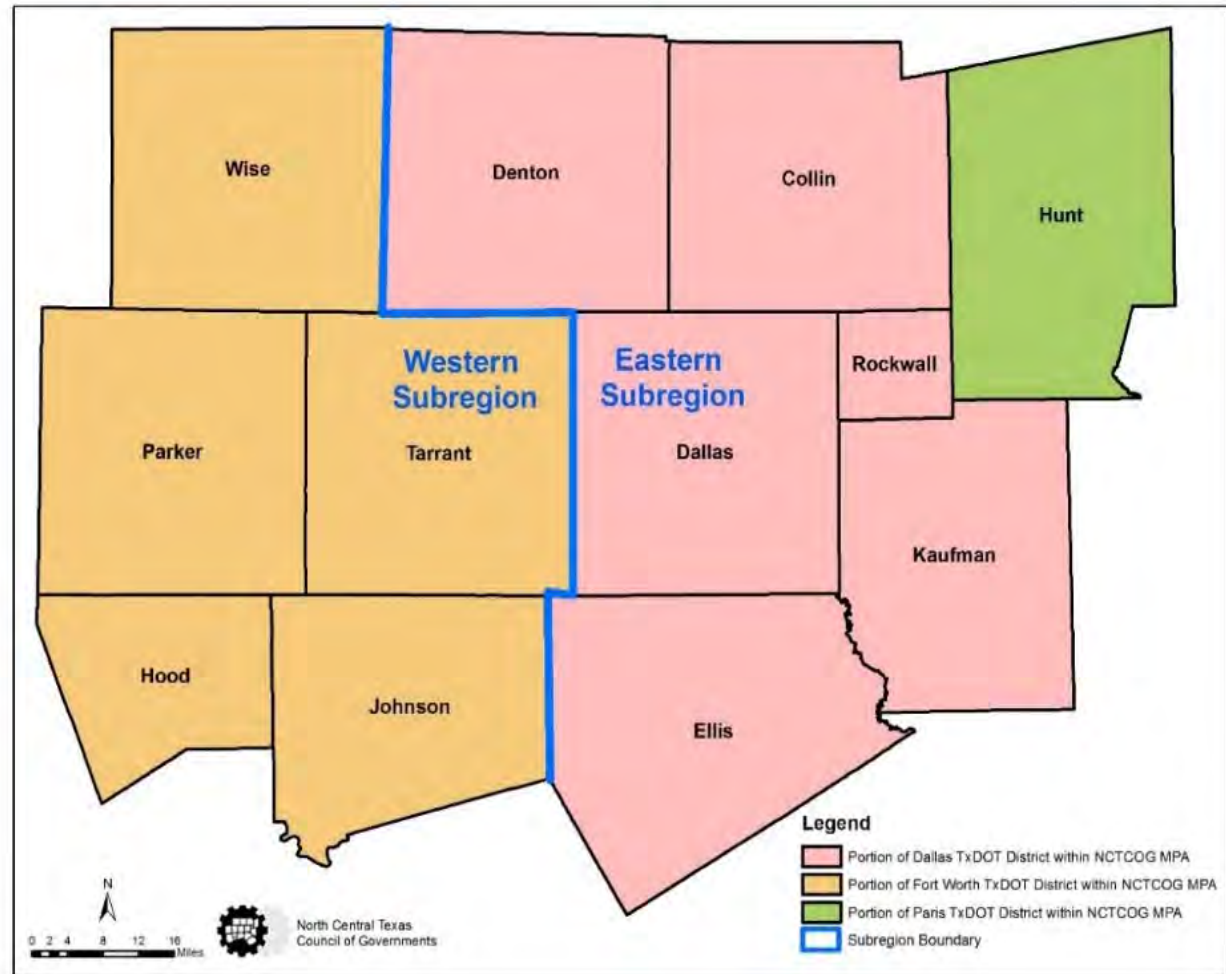 Wise
Denton
Collin
Hunt
Western
Subregion
Eastern
Subregion
Rockwall
Parker
Tarrant
Dallas
Kaufman
Hood
Johnson
Ellis
Legend
Portion of Dallas TxDOT District within NCTCOG MPA
Portion of Fort Worth TxDOT District within NCTCOG MPA
Portion of Paris TxDOT District within NCTCOG MPA
Subregion Boundary
N
0 2 4 8 12 16
Miles
North Central Texas
Council of Governments